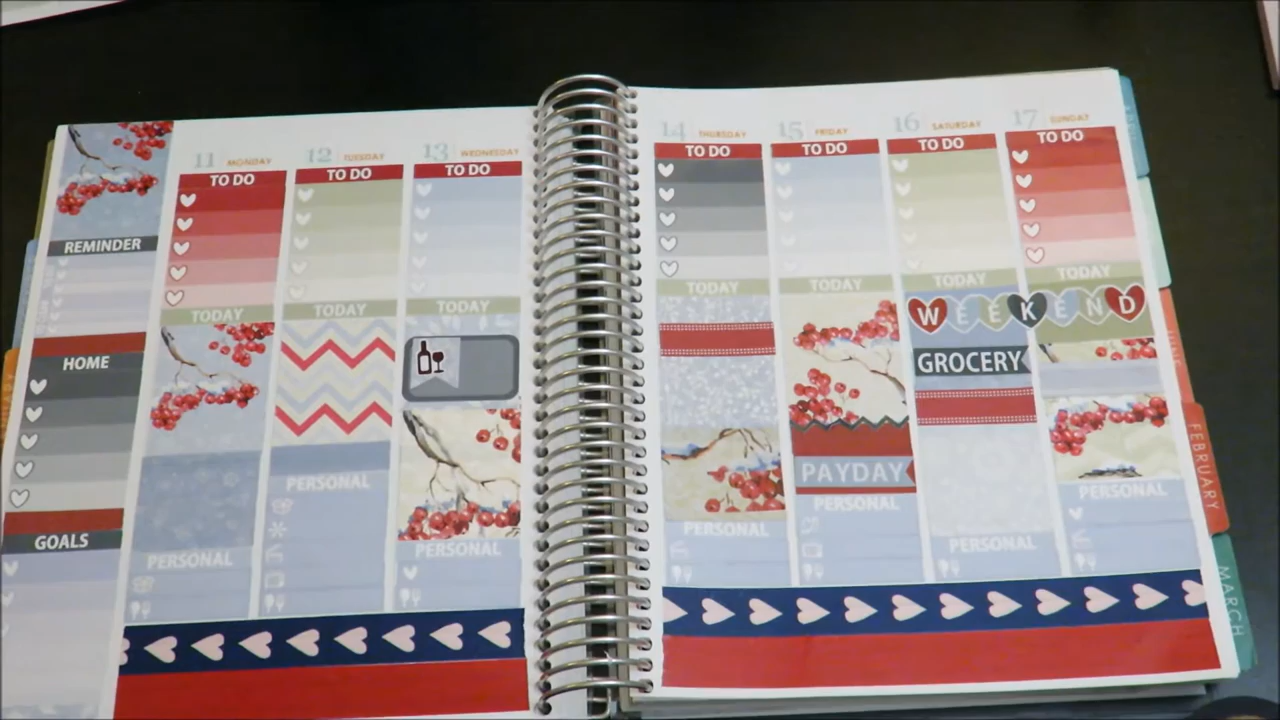 11 MONDAY
12 TUESDAY
13 WEDNESDAY
14 THURSDAY
15 FRIDAY
16 SATURDAY
17 SUNDAY
TO DO
TO DO
TO DO
TO DO
TO DO
TO DO
TO DO
REMINDER
HOME
GOALS
TODAY
TODAY
TODAY
TODAY
TODAY
TODAY
WEEKEND
GROCERY
PAYDAY
PERSONAL
PERSONAL
PERSONAL
PERSONAL
PERSONAL
PERSONAL
PERSONAL
FEBRUARY
MARCH